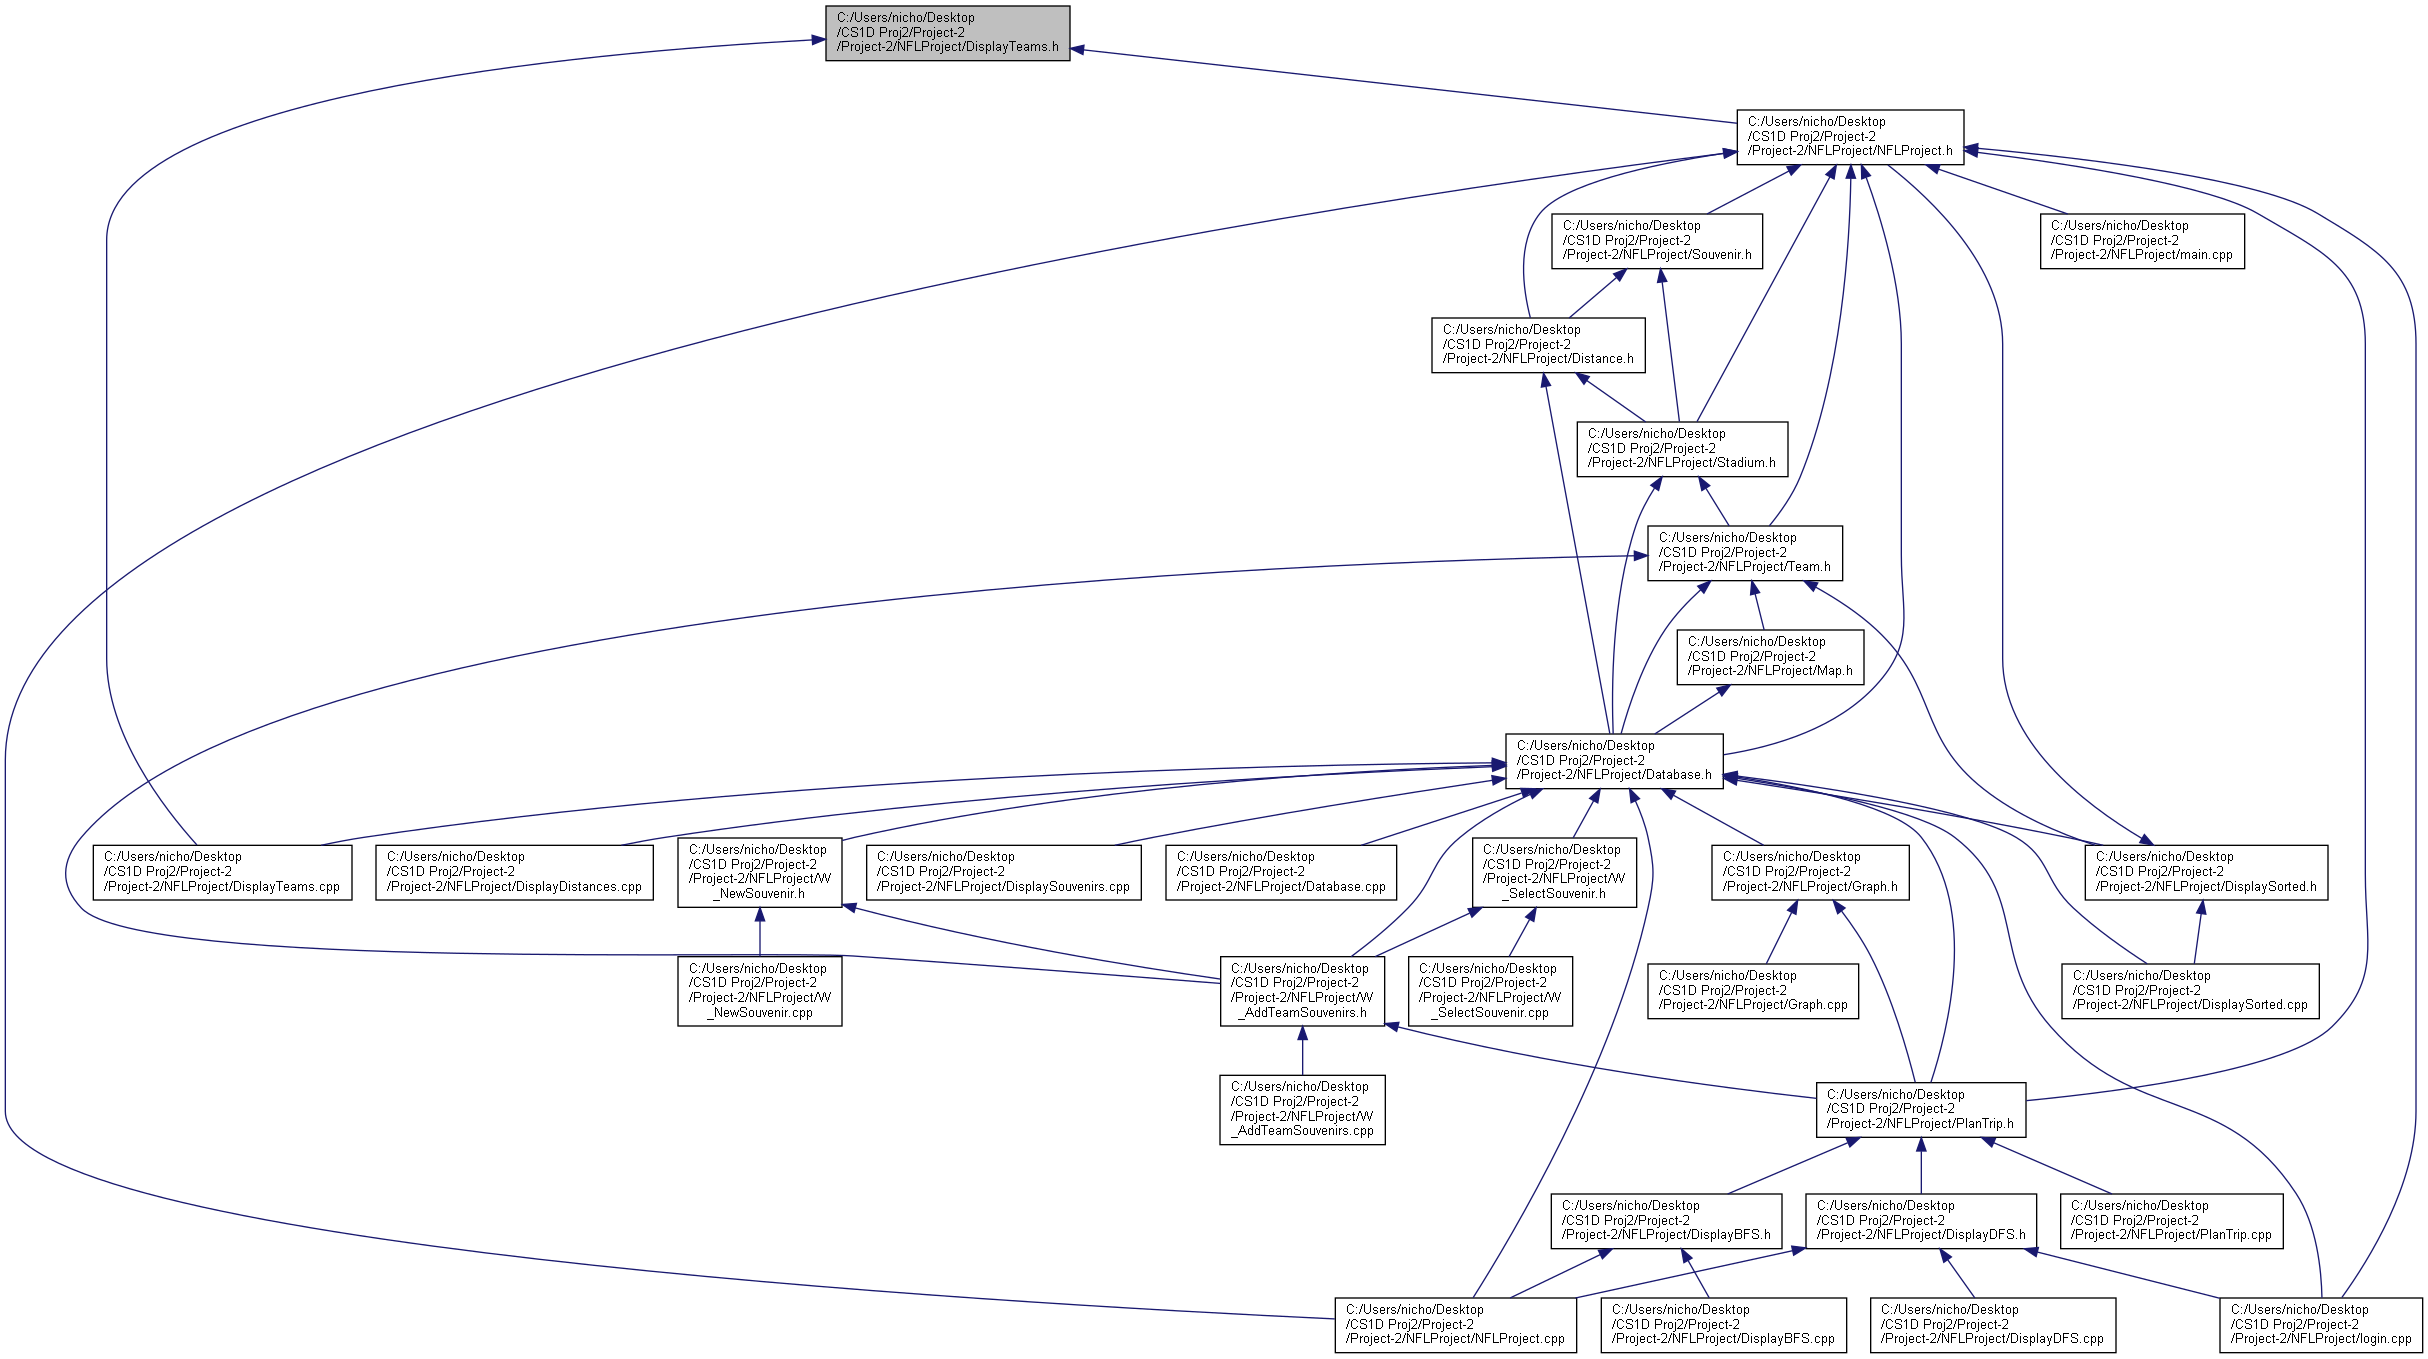 C:/Users/nicho/Desktop
/CS1D Proj2/Project-2
/Project-2/NFLProject/DisplayTeams.h
C:/Users/nicho/Desktop
/CS1D Proj2/Project-2
/Project-2/NFLProject/NFLProject.h
C:/Users/nicho/Desktop
/CS1D Proj2/Project-2
/Project-2/NFLProject/Souvenir.h
C:/Users/nicho/Desktop
/CS1D Proj2/Project-2
/Project-2/NFLProject/main.cpp
C:/Users/nicho/Desktop
/CS1D Proj2/Project-2
/Project-2/NFLProject/Distance.h
C:/Users/nicho/Desktop
/CS1D Proj2/Project-2
/Project-2/NFLProject/Stadium.h
C:/Users/nicho/Desktop
/CS1D Proj2/Project-2
/Project-2/NFLProject/Team.h
C:/Users/nicho/Desktop
/CS1D Proj2/Project-2
/Project-2/NFLProject/Map.h
C:/Users/nicho/Desktop
/CS1D Proj2/Project-2
/Project-2/NFLProject/Database.h
C:/Users/nicho/Desktop
/CS1D Proj2/Project-2
/Project-2/NFLProject/DisplayTeams.cpp
C:/Users/nicho/Desktop
/CS1D Proj2/Project-2
/Project-2/NFLProject/DisplayDistances.cpp
C:/Users/nicho/Desktop
/CS1D Proj2/Project-2
/Project-2/NFLProject/W
_NewSouvenir.h
C:/Users/nicho/Desktop
/CS1D Proj2/Project-2
/Project-2/NFLProject/DisplaySouvenirs.cpp
C:/Users/nicho/Desktop
/CS1D Proj2/Project-2
/Project-2/NFLProject/Database.cpp
C:/Users/nicho/Desktop
/CS1D Proj2/Project-2
/Project-2/NFLProject/W
_SelectSouvenir.h
C:/Users/nicho/Desktop
/CS1D Proj2/Project-2
/Project-2/NFLProject/Graph.h
C:/Users/nicho/Desktop
/CS1D Proj2/Project-2
/Project-2/NFLProject/DisplaySorted.h
C:/Users/nicho/Desktop
/CS1D Proj2/Project-2
/Project-2/NFLProject/W
_NewSouvenir.cpp
C:/Users/nicho/Desktop
/CS1D Proj2/Project-2
/Project-2/NFLProject/W
_AddTeamSouvenirs.h
C:/Users/nicho/Desktop
/CS1D Proj2/Project-2
/Project-2/NFLProject/W
_SelectSouvenir.cpp
C:/Users/nicho/Desktop
/CS1D Proj2/Project-2
/Project-2/NFLProject/Graph.cpp
C:/Users/nicho/Desktop
/CS1D Proj2/Project-2
/Project-2/NFLProject/DisplaySorted.cpp
C:/Users/nicho/Desktop
/CS1D Proj2/Project-2
/Project-2/NFLProject/W
_AddTeamSouvenirs.cpp
C:/Users/nicho/Desktop
/CS1D Proj2/Project-2
/Project-2/NFLProject/PlanTrip.h
C:/Users/nicho/Desktop
/CS1D Proj2/Project-2
/Project-2/NFLProject/DisplayBFS.h
C:/Users/nicho/Desktop
/CS1D Proj2/Project-2
/Project-2/NFLProject/DisplayDFS.h
C:/Users/nicho/Desktop
/CS1D Proj2/Project-2
/Project-2/NFLProject/PlanTrip.cpp
C:/Users/nicho/Desktop
/CS1D Proj2/Project-2
/Project-2/NFLProject/NFLProject.cpp
C:/Users/nicho/Desktop
/CS1D Proj2/Project-2
/Project-2/NFLProject/DisplayBFS.cpp
C:/Users/nicho/Desktop
/CS1D Proj2/Project-2
/Project-2/NFLProject/DisplayDFS.cpp
C:/Users/nicho/Desktop
/CS1D Proj2/Project-2
/Project-2/NFLProject/login.cpp